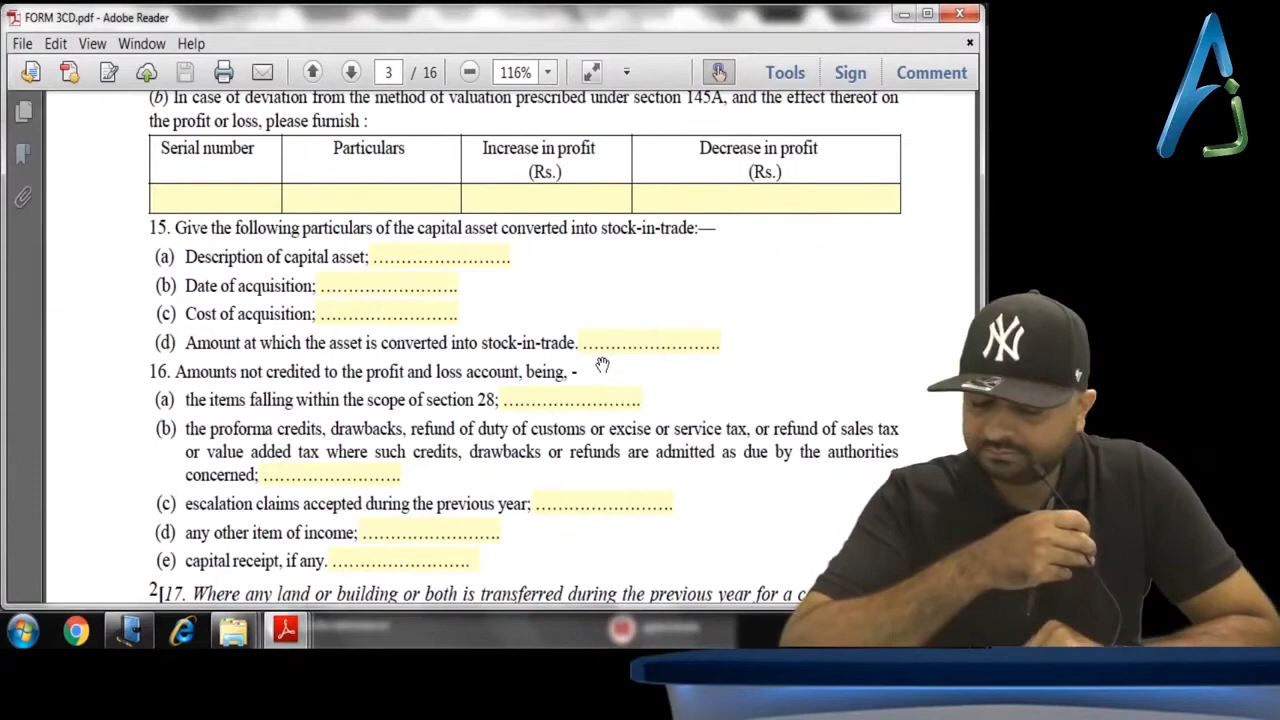 FORM 3CD.pdf - Adobe Reader
File Edit View Window Help
3 / 16 116% Tools Sign Comment
(b) In case of deviation from the method of valuation prescribed under section 145A, and the effect thereof on
the profit or loss, please furnish :
Serial number Particulars Increase in profit (Rs.) Decrease in profit (Rs.)
15. Give the following particulars of the capital asset converted into stock-in-trade:—
(a) Description of capital asset; …………………….
(b) Date of acquisition; …………………….
(c) Cost of acquisition; …………………….
(d) Amount at which the asset is converted into stock-in-trade. …………………….
16. Amounts not credited to the profit and loss account, being, -
(a) the items falling within the scope of section 28; …………………….
(b) the proforma credits, drawbacks, refund of duty of customs or excise or service tax, or refund of sales tax
or value added tax where such credits, drawbacks or refunds are admitted as due by the authorities
concerned; …………………….
(c) escalation claims accepted during the previous year; …………………….
(d) any other item of income; …………………….
(e) capital receipt, if any. …………………….
2[17. Where any land or building or both is transferred during the previous year for a c
NY